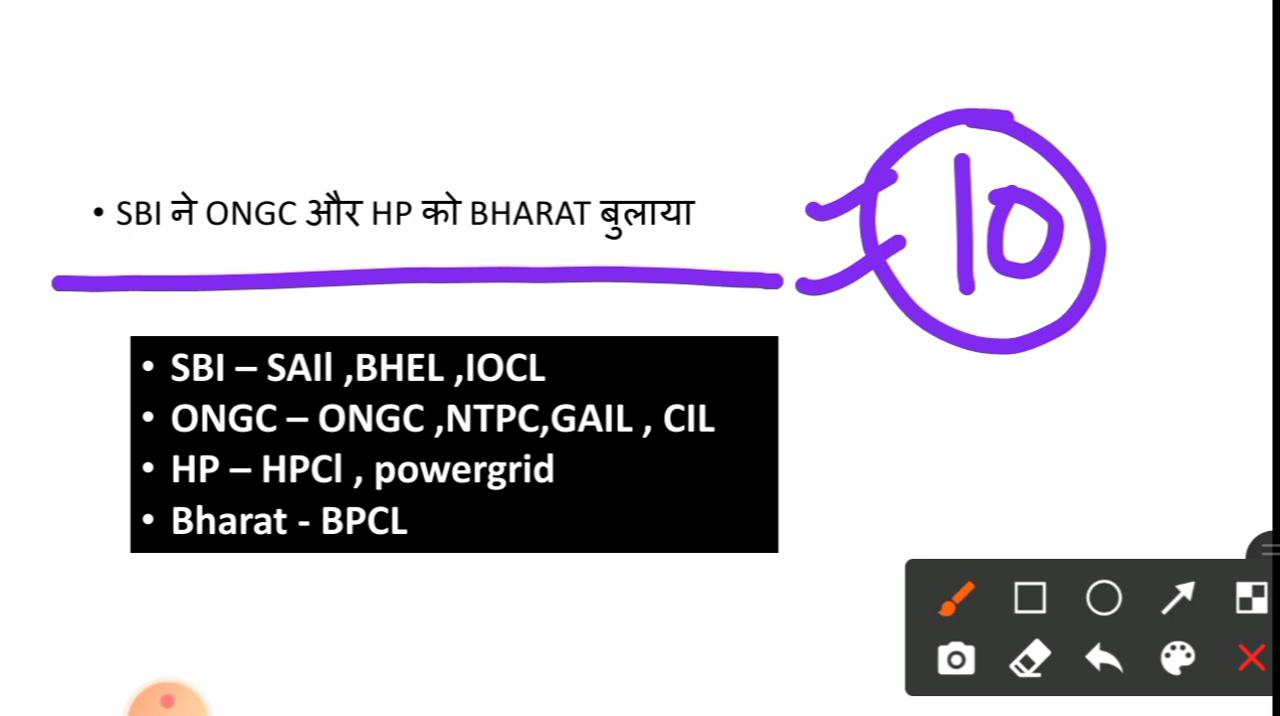 • SBI ने ONGC और HP को BHARAT बुलाया
10
• SBI – SAIl ,BHEL ,IOCL
• ONGC – ONGC ,NTPC,GAIL , CIL
• HP – HPCl , powergrid
• Bharat - BPCL